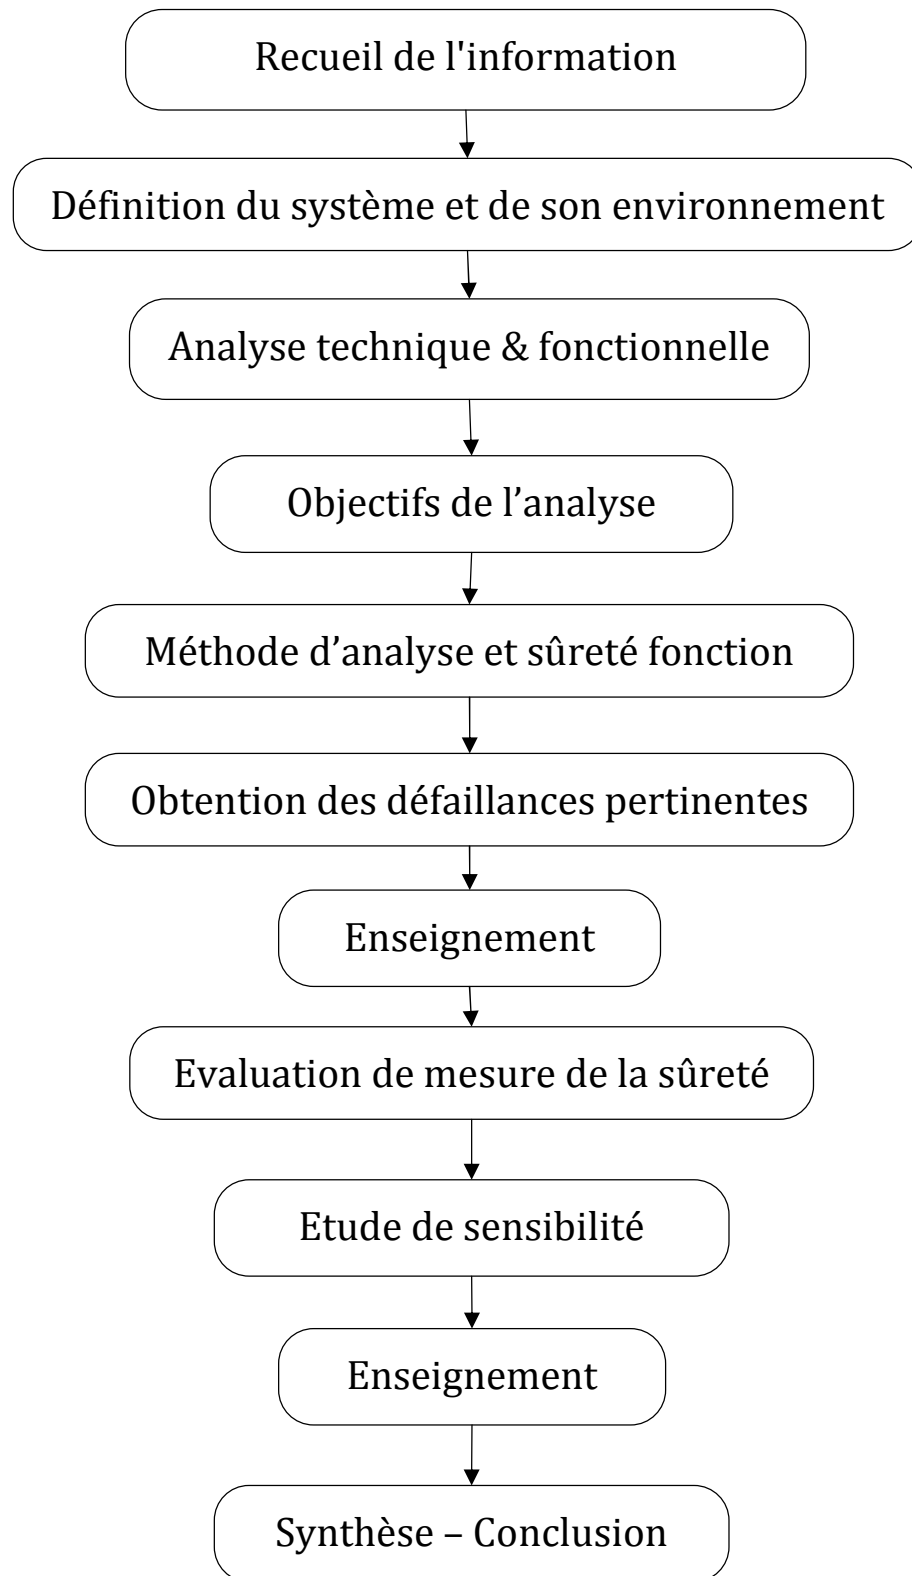 Recueil de l'information
Définition du système et de son environnement
Analyse technique & fonctionnelle
Objectifs de l’analyse
Méthode d’analyse et sûreté fonction
Obtention des défaillances pertinentes
Enseignement
Evaluation de mesure de la sûreté
Etude de sensibilité
Enseignement
Synthèse – Conclusion